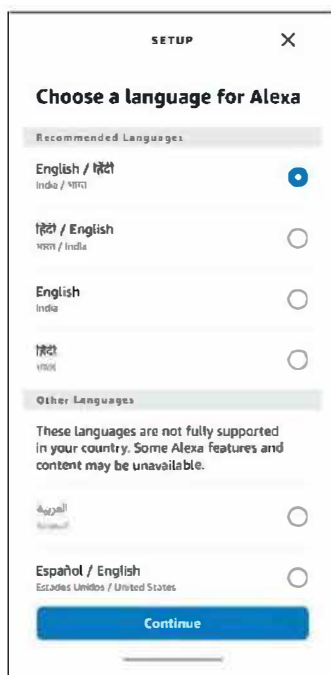 SETUP
Choose a language for Alexa
Recommended Languages
English / हिंदी
India / भारत
हिंदी / English
भारत / India
English
India
हिंदी
भारत
Other Languages
These languages are not fully supported
in your country. Some Alexa features and
content may be unavailable.
العربية
السعودية
Español / English
Estados Unidos / United States
Continue